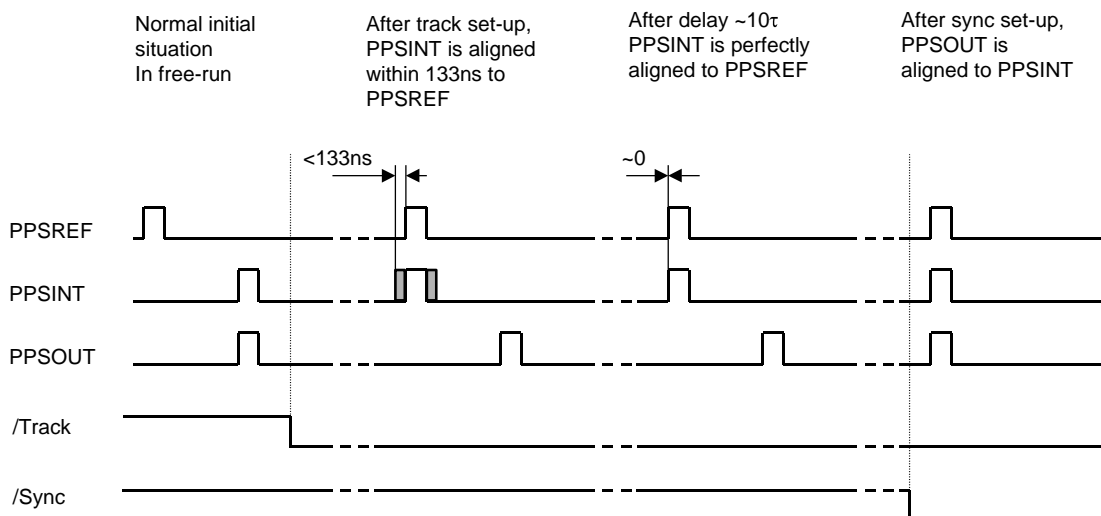 Normal initial
situation
In free-run
After track set-up,
PPSINT is aligned
within 133ns to
PPSREF
After delay ~10τ
PPSINT is perfectly
aligned to PPSREF
After sync set-up,
PPSOUT is
aligned to PPSINT
<133ns
~0
PPSREF
PPSINT
PPSOUT
/Track
/Sync